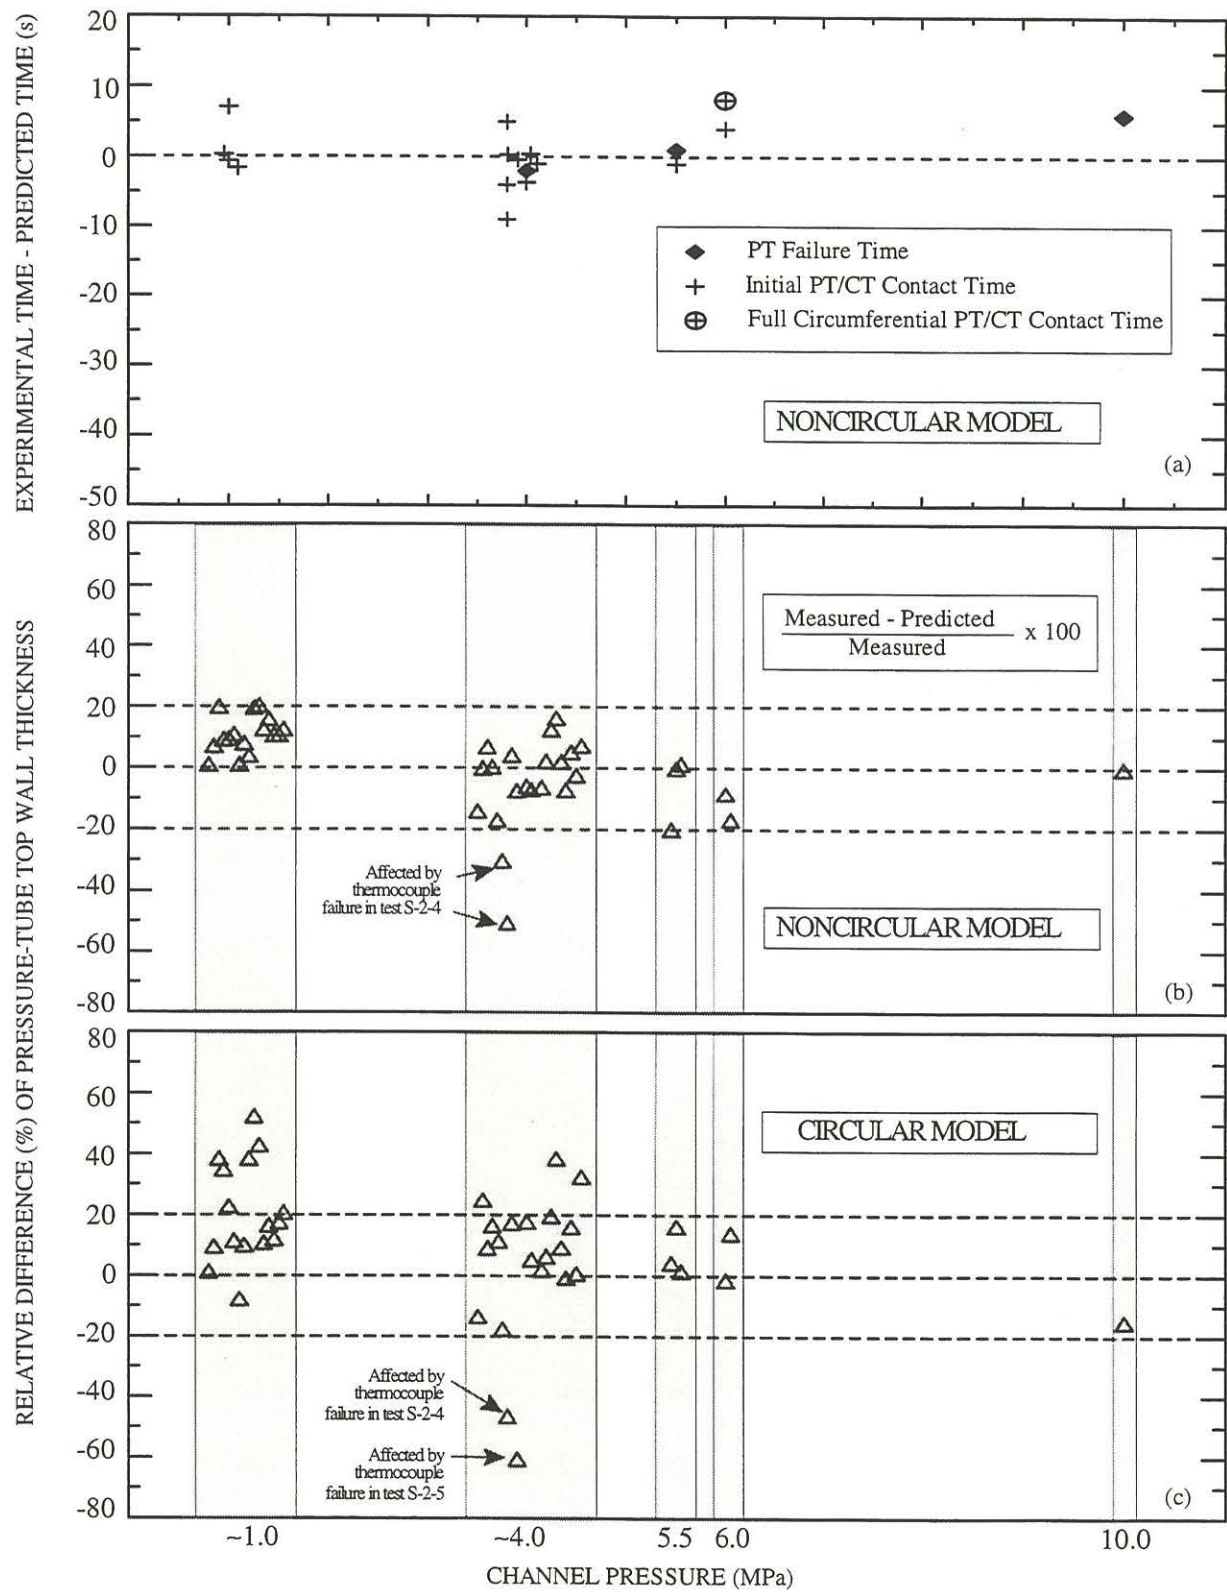 EXPERIMENTAL TIME - PREDICTED TIME (s)
20
10
0
-10
-20
-30
-40
-50
PT Failure Time
Initial PT/CT Contact Time
Full Circumferential PT/CT Contact Time
NONCIRCULAR MODEL
(a)
RELATIVE DIFFERENCE (%) OF PRESSURE-TUBE TOP WALL THICKNESS
80
60
40
20
0
-20
-40
-60
-80
Measured - Predicted
Measured
x 100
Affected by
thermocouple
failure in test S-2-4
NONCIRCULAR MODEL
(b)
80
60
40
20
0
-20
-40
-60
-80
CIRCULAR MODEL
Affected by
thermocouple
failure in test S-2-4
Affected by
thermocouple
failure in test S-2-5
(c)
~1.0
~4.0
5.5
6.0
10.0
CHANNEL PRESSURE (MPa)